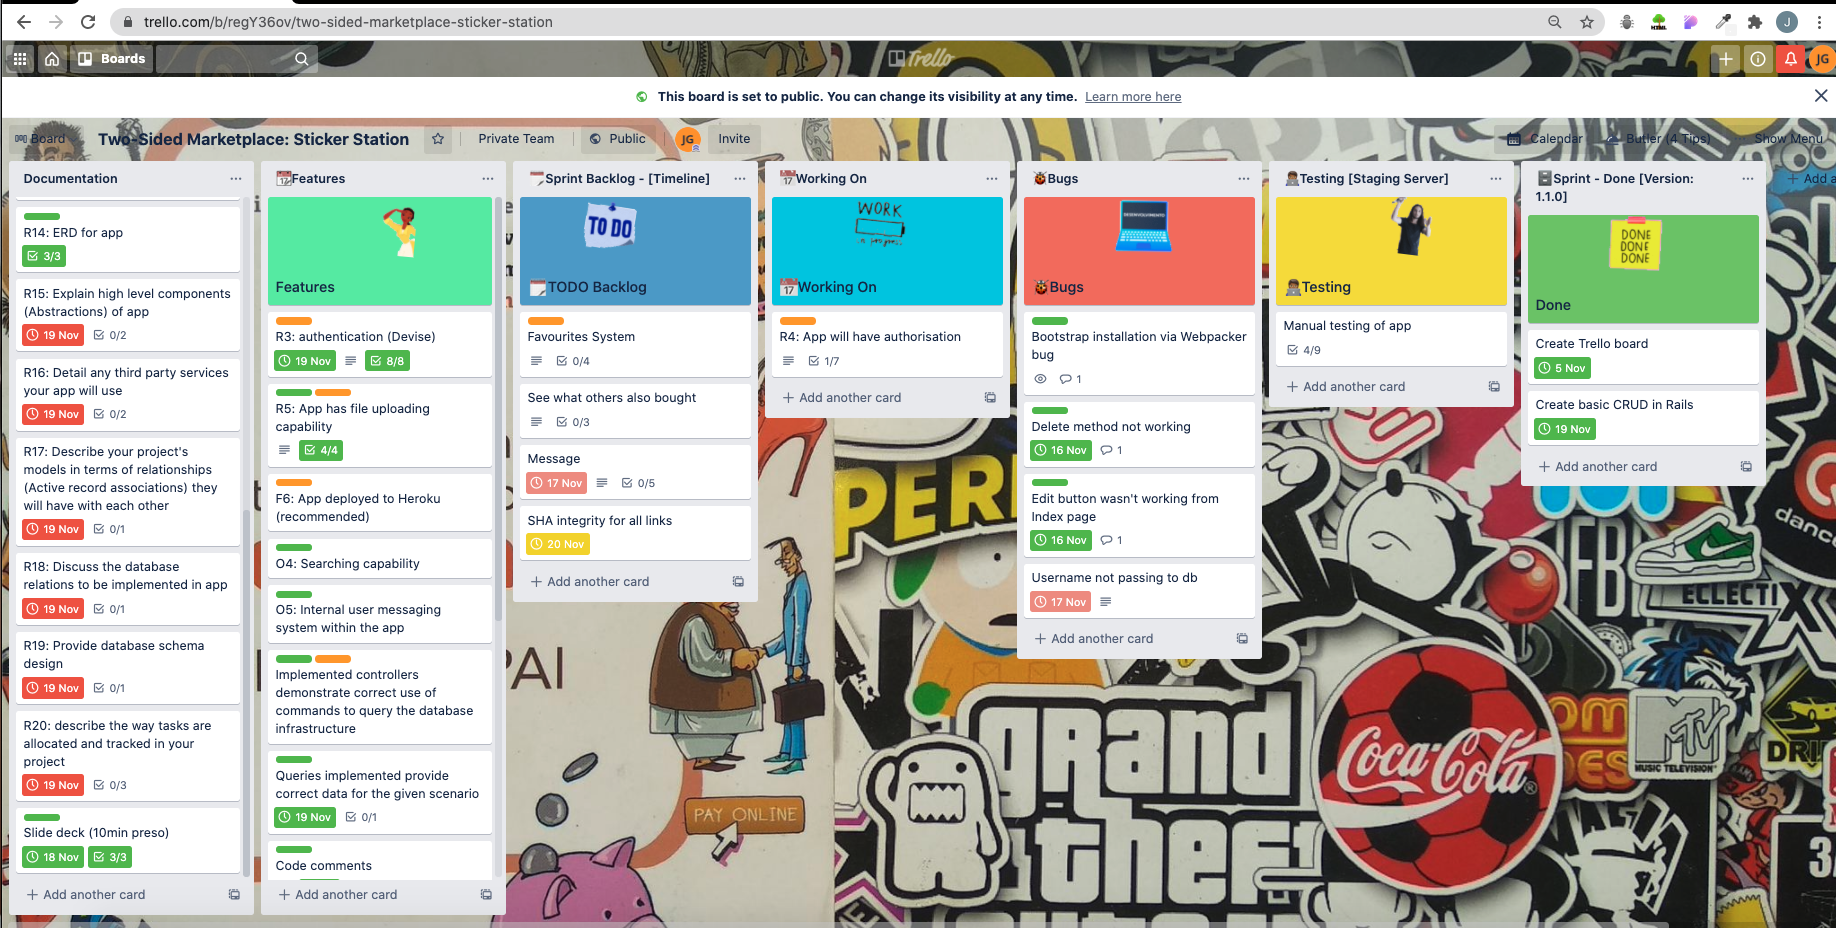 trello.com/b/regY36ov/two-sided-marketplace-sticker-station
J
Boards
Trello
JG
This board is set to public. You can change its visibility at any time. Learn more here
Board
Two-Sided Marketplace: Sticker Station
Private Team
Public
JG
Invite
Calendar
Butler (4 Tips)
Show Menu
Documentation
R14: ERD for app
3/3
R15: Explain high level components
(Abstractions) of app
19 Nov 0/2
R16: Detail any third party services
your app will use
19 Nov 0/2
R17: Describe your project's
models in terms of relationships
(Active record associations) they
will have with each other
19 Nov 0/1
R18: Discuss the database
relations to be implemented in app
19 Nov 0/1
R19: Provide database schema
design
19 Nov 0/1
R20: describe the way tasks are
allocated and tracked in your
project
19 Nov 0/3
Slide deck (10min preso)
18 Nov 3/3
+ Add another card
Features
Features
R3: authentication (Devise)
19 Nov 8/8
R5: App has file uploading
capability
4/4
F6: App deployed to Heroku
(recommended)
O4: Searching capability
O5: Internal user messaging
system within the app
Implemented controllers
demonstrate correct use of
commands to query the database
infrastructure
Queries implemented provide
correct data for the given scenario
19 Nov 0/1
Code comments
+ Add another card
Sprint Backlog - [Timeline]
TO DO
TODO Backlog
Favourites System
0/4
See what others also bought
0/3
Message
17 Nov 0/5
SHA integrity for all links
20 Nov
+ Add another card
Working On
WORK
Working On
R4: App will have authorisation
1/7
+ Add another card
Bugs
Bugs
Bootstrap installation via Webpacker
bug
1
Delete method not working
16 Nov 1
Edit button wasn't working from
Index page
16 Nov 1
Username not passing to db
17 Nov
+ Add another card
Testing [Staging Server]
Testing
Manual testing of app
4/9
+ Add another card
Sprint - Done [Version:
1.1.0]
DONE
DONE
DONE
Done
Create Trello board
5 Nov
Create basic CRUD in Rails
19 Nov
+ Add another card
+ Add a
PERI
FB
dance
ECLECTIX
PAI
PAY ONLINE
grand
theft
Coca-Cola
MTV
MUSIC TELEVISION
DRI